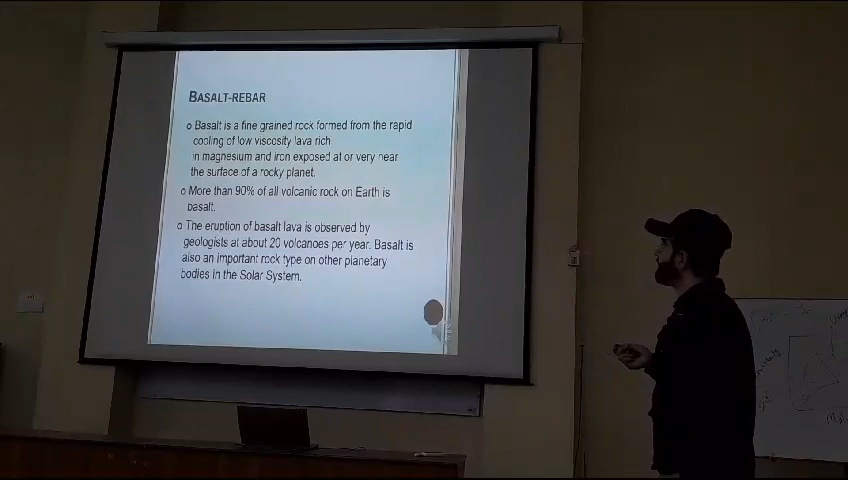 BASALT-REBAR
Basalt is a fine grained rock formed from the rapid
cooling of low viscosity lava rich
in magnesium and iron exposed at or very near
the surface of a rocky planet.
More than 90% of all volcanic rock on Earth is
basalt.
The eruption of basalt lava is observed by
geologists at about 20 volcanoes per year. Basalt is
also an important rock type on other planetary
bodies in the Solar System.